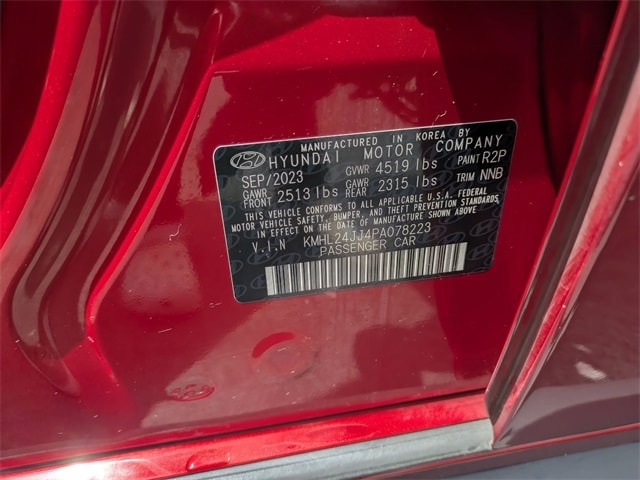 MANUFACTURED IN KOREA BY
HYUNDAI MOTOR COMPANY
SEP/2023 GVWR 4519 lbs PAINT R2P
GAWR FRONT 2513 lbs GAWR REAR 2315 lbs TRIM NNB
THIS VEHICLE CONFORMS TO ALL APPLICABLE U.S.A. FEDERAL
MOTOR VEHICLE SAFETY, BUMPER, AND THEFT PREVENTION STANDARDS
IN EFFECT ON THE DATE OF MANUFACTURE SHOWN ABOVE.
V.I.N KMHL24JJ4PA078223
PASSENGER CAR